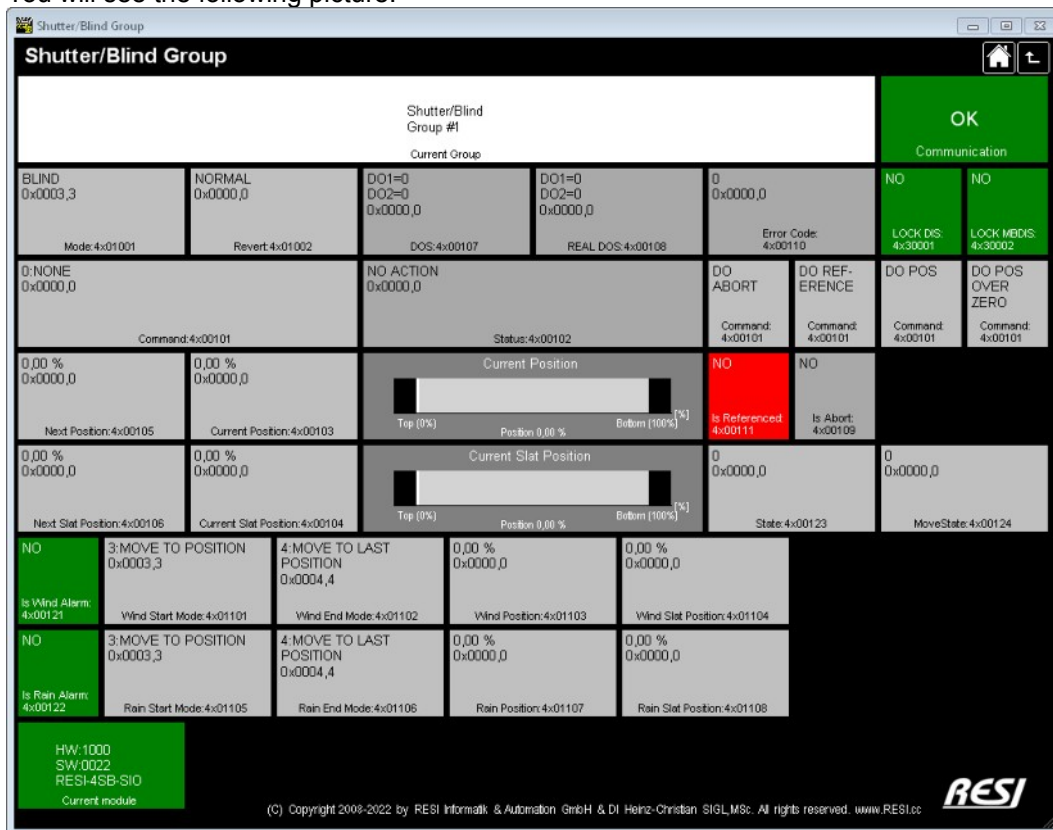 You will see the following picture:
Shutter/Blind Group
Shutter/Blind Group
Shutter/Blind
Group #1
Current Group
OK
Communication
BLIND
0x0003,3
Mode:4x01001
NORMAL
0x0000,0
Revert:4x01002
DO1=0
DO2=0
0x0000,0
DOS:4x00107
DO1=0
DO2=0
0x0000,0
REAL DOS:4x00108
0
0x0000,0
Error Code:
4x00110
NO
LOCK DIS:
4x30001
NO
LOCK MBDIS:
4x30002
0:NONE
0x0000,0
Command:4x00101
NO ACTION
0x0000,0
Status:4x00102
DO
ABORT
Command:
4x00101
DO REF-
ERENCE
Command:
4x00101
DO POS
Command:
4x00101
DO POS
OVER
ZERO
Command:
4x00101
0,00 %
0x0000,0
Next Position:4x00105
0,00 %
0x0000,0
Current Position:4x00103
Current Position
Top (0%)
Position 0,00 %
Bottom (100%)
[%]
NO
Is Referenced:
4x00111
NO
Is Abort:
4x00109
0,00 %
0x0000,0
Next Slat Position:4x00106
0,00 %
0x0000,0
Current Slat Position:4x00104
Current Slat Position
Top (0%)
Position 0,00 %
Bottom (100%)
[%]
0
0x0000,0
State:4x00123
0
0x0000,0
MoveState:4x00124
NO
Is Wind Alarm:
4x00121
3:MOVE TO POSITION
0x0003,3
Wind Start Mode:4x01101
4:MOVE TO LAST
POSITION
0x0004,4
Wind End Mode:4x01102
0,00 %
0x0000,0
Wind Position:4x01103
0,00 %
0x0000,0
Wind Slat Position:4x01104
NO
Is Rain Alarm:
4x00122
3:MOVE TO POSITION
0x0003,3
Rain Start Mode:4x01105
4:MOVE TO LAST
POSITION
0x0004,4
Rain End Mode:4x01106
0,00 %
0x0000,0
Rain Position:4x01107
0,00 %
0x0000,0
Rain Slat Position:4x01108
HW:1000
SW:0022
RESI-4SB-SIO
Current module
(C) Copyright 2008-2022 by RESI Informatik & Automation GmbH & DI Heinz-Christian SIGL,MSc. All rights reserved. www.RESI.cc
RESI